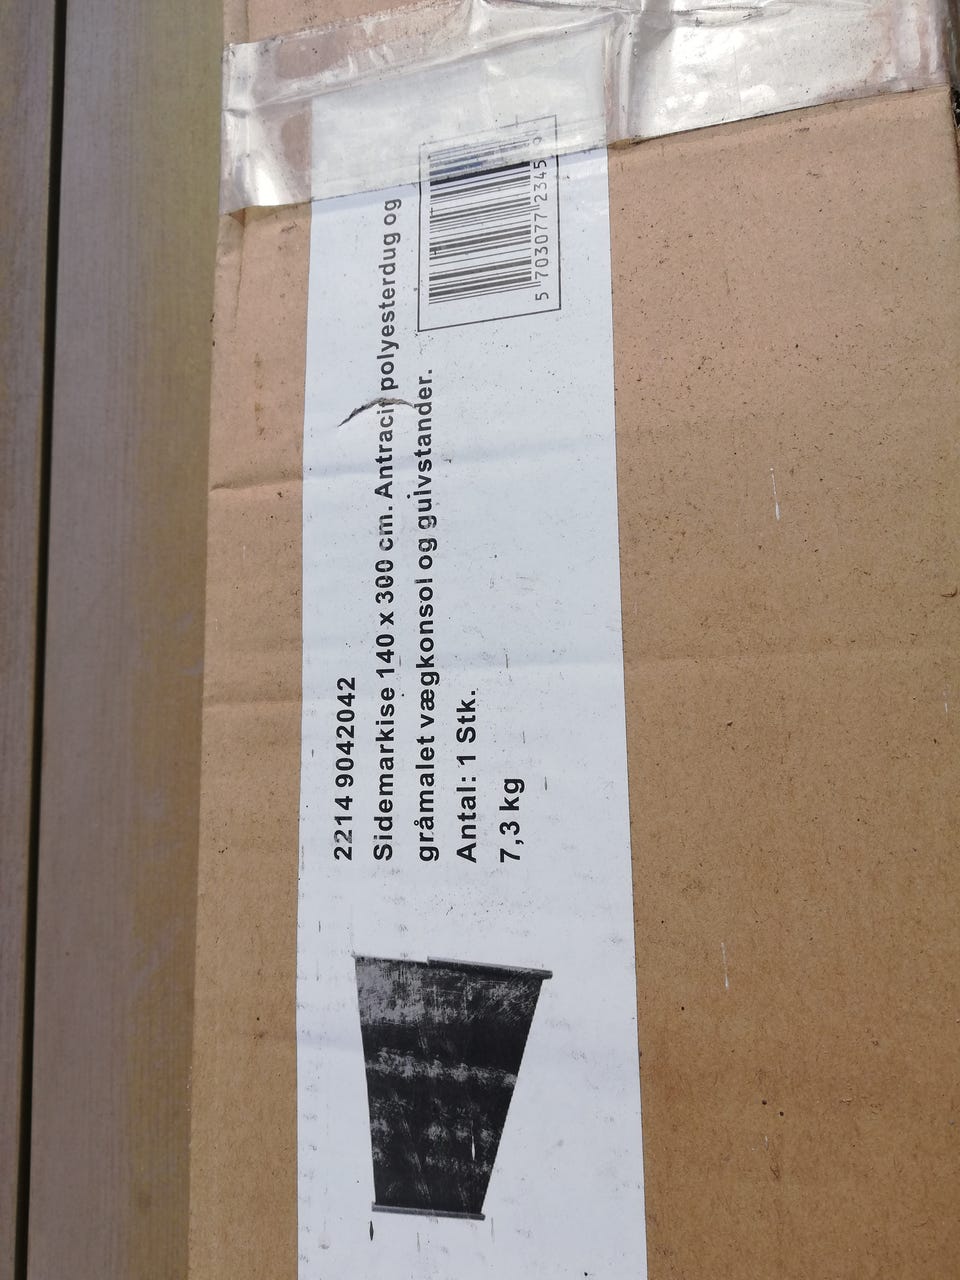 2214 9042042
Sidemarkise 140 x 300 cm. Antracit polyesterdug og
gråmalet vægkonsol og gulvstander.
Antal: 1 Stk.
7,3 kg
5 703077 2345